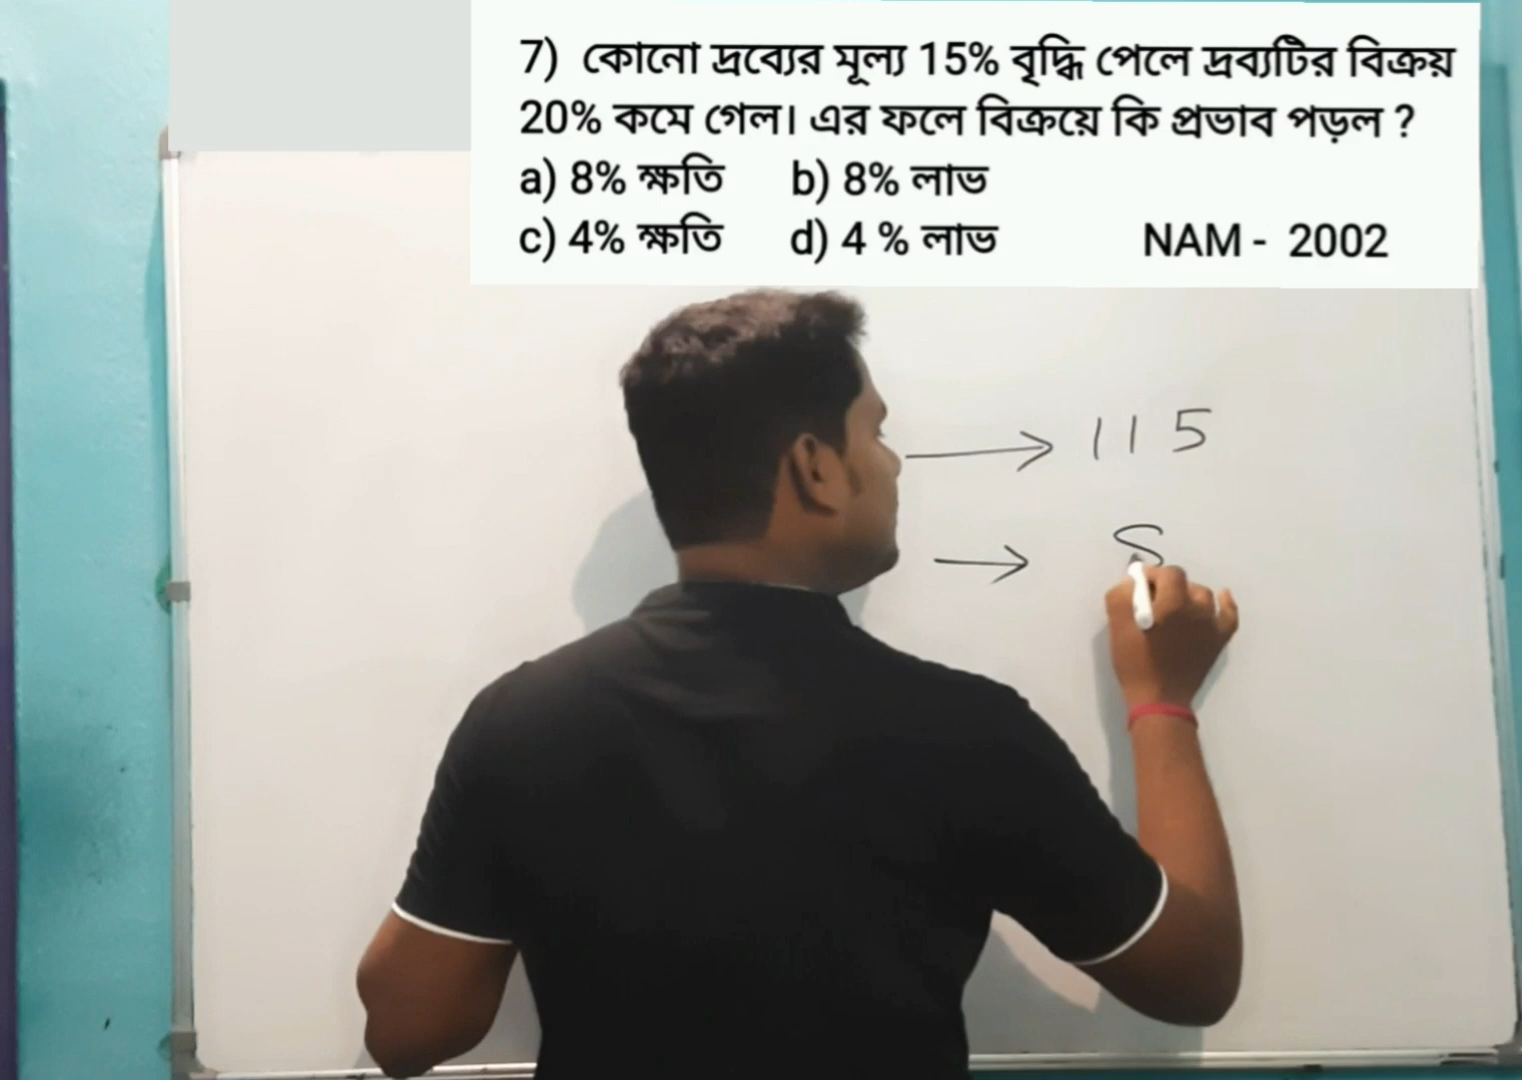 7) কোনো দ্রব্যের মূল্য 15% বৃদ্ধি পেলে দ্রব্যটির বিক্রয়
20% কমে গেল। এর ফলে বিক্রয়ে কি প্রভাব পড়ল ?
a) 8% ক্ষতি b) 8% লাভ
c) 4% ক্ষতি d) 4 % লাভ NAM - 2002
→ 115
→